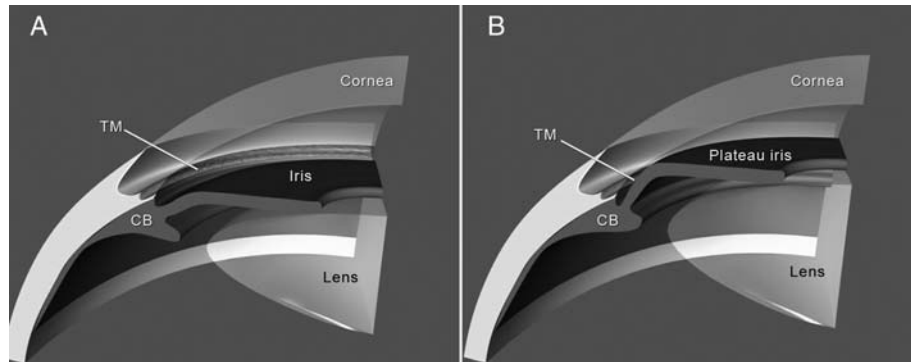 A
Cornea
TM
Iris
CB
Lens
B
Cornea
TM
Plateau iris
CB
Lens